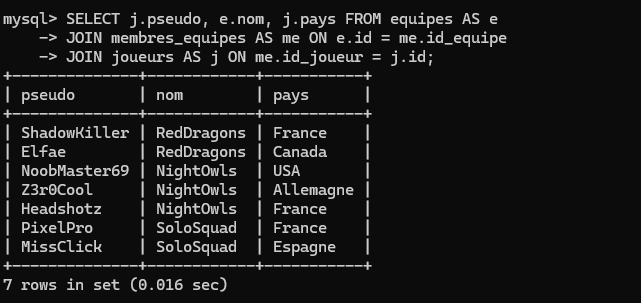 mysql> SELECT j.pseudo, e.nom, j.pays FROM equipes AS e
    -> JOIN membres_equipes AS me ON e.id = me.id_equipe
    -> JOIN joueurs AS j ON me.id_joueur = j.id;
+-------------+------------+-----------+
| pseudo      | nom        | pays      |
+-------------+------------+-----------+
| ShadowKiller | RedDragons | France    |
| Elfae       | RedDragons | Canada    |
| NoobMaster69 | NightOwls  | USA       |
| Z3r0Cool    | NightOwls  | Allemagne |
| Headshotz   | NightOwls  | France    |
| PixelPro    | SoloSquad  | France    |
| MissClick   | SoloSquad  | Espagne   |
+-------------+------------+-----------+
7 rows in set (0.016 sec)